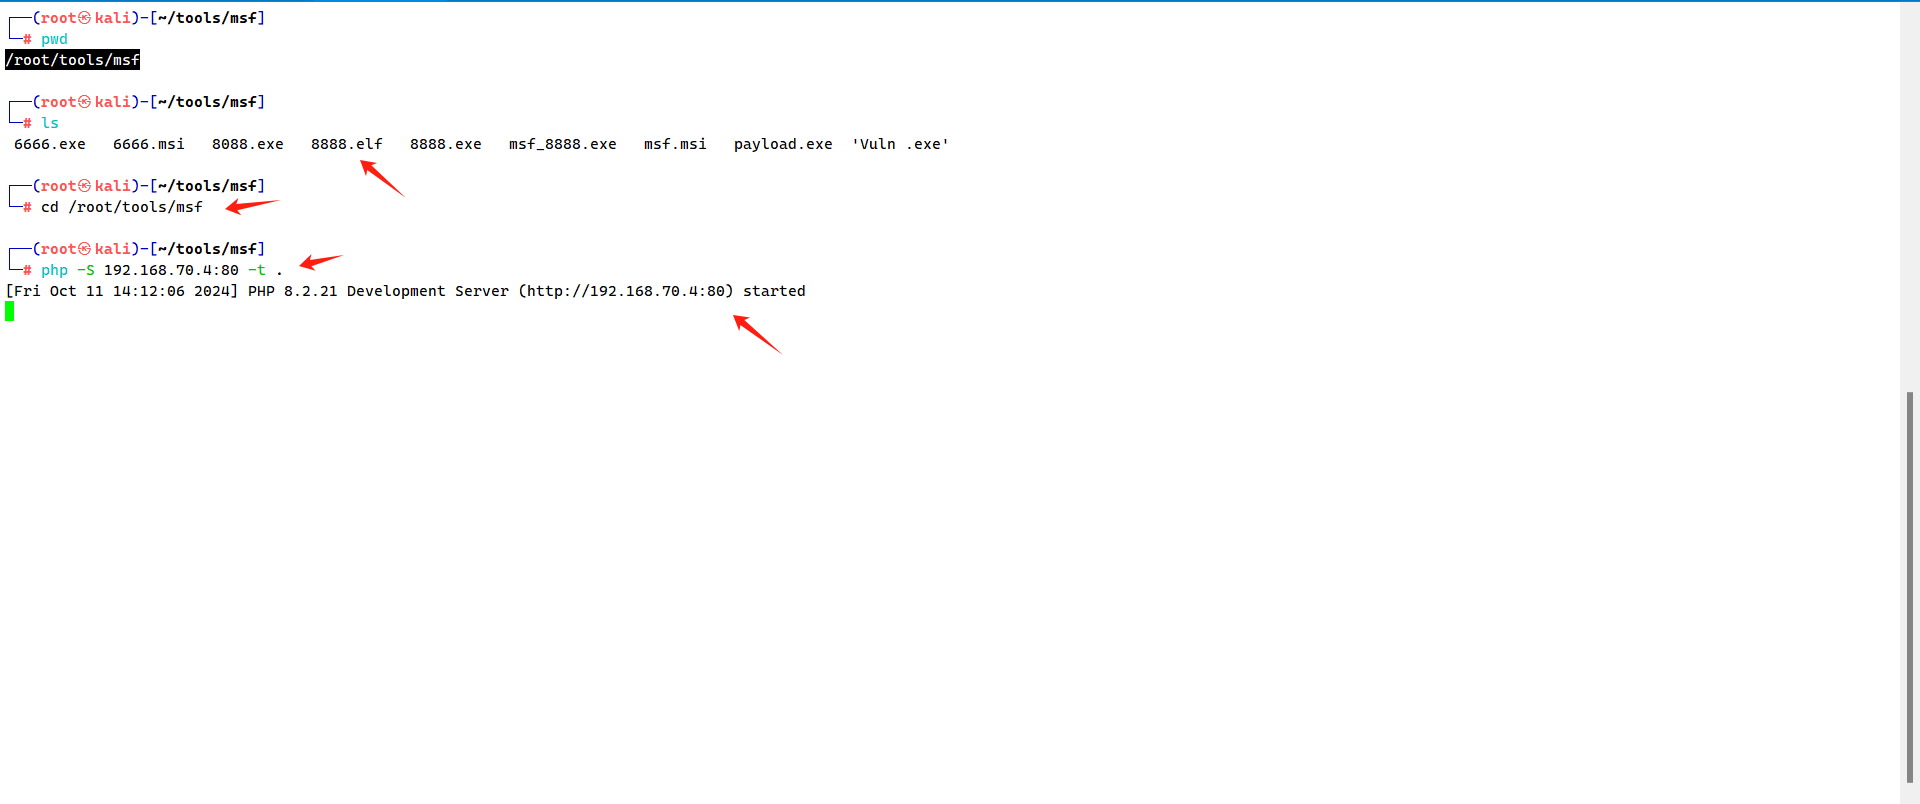 ┌──(root㉿kali)-[~/tools/msf]
└─# pwd
/root/tools/msf
┌──(root㉿kali)-[~/tools/msf]
└─# ls
6666.exe 6666.msi 8088.exe 8888.elf 8888.exe msf_8888.exe msf.msi payload.exe 'Vuln .exe'
┌──(root㉿kali)-[~/tools/msf]
└─# cd /root/tools/msf
┌──(root㉿kali)-[~/tools/msf]
└─# php -S 192.168.70.4:80 -t .
[Fri Oct 11 14:12:06 2024] PHP 8.2.21 Development Server (http://192.168.70.4:80) started